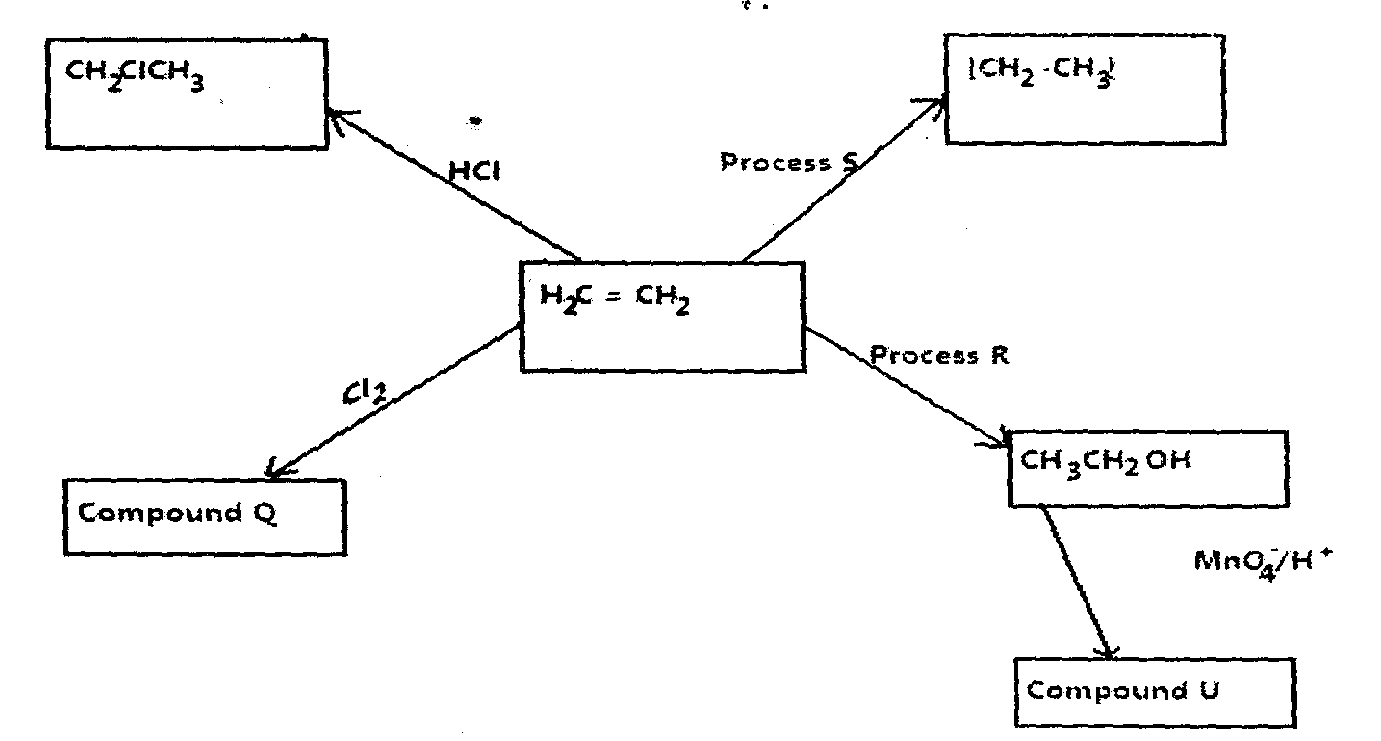 CH₂ClCH₃
(CH₂ - CH₃)
HCl
Process S
H₂C = CH₂
Process R
Cl₂
CH₃CH₂OH
Compound Q
MnO₄⁻/H⁺
Compound U